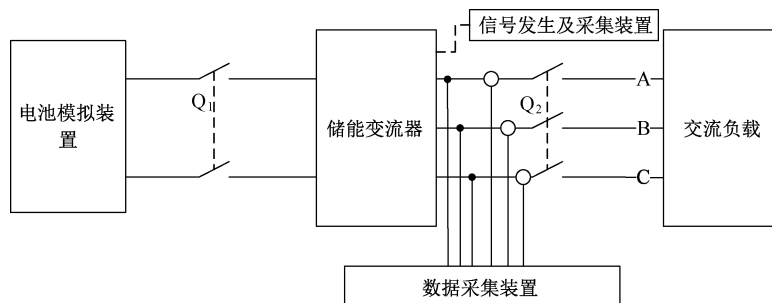 信号发生及采集装置
电池模拟装
置
Q1
储能变流器
Q2
A
B
C
交流负载
数据采集装置